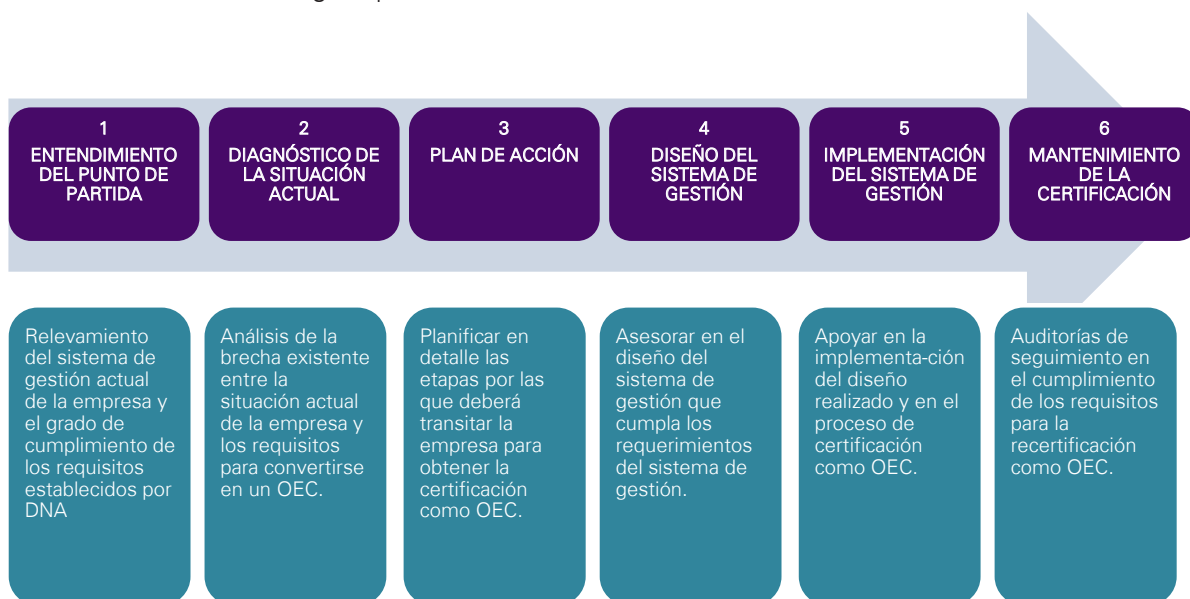 1
ENTENDIMIENTO
DEL PUNTO DE
PARTIDA
2
DIAGNÓSTICO DE
LA SITUACIÓN
ACTUAL
3
PLAN DE ACCIÓN
4
DISEÑO DEL
SISTEMA DE
GESTIÓN
5
IMPLEMENTACIÓN
DEL SISTEMA DE
GESTIÓN
6
MANTENIMIENTO
DE LA
CERTIFICACIÓN
Relevamiento
del sistema de
gestión actual
de la empresa y
el grado de
cumplimiento de
los requisitos
establecidos por
DNA
Análisis de la
brecha existente
entre la
situación actual
de la empresa y
los requisitos
para convertirse
en un OEC.
Planificar en
detalle las
etapas por las
que deberá
transitar la
empresa para
obtener la
certificación
como OEC.
Asesorar en el
diseño del
sistema de
gestión que
cumpla los
requerimientos
del sistema de
gestión.
Apoyar en la
implementa-ción
del diseño
realizado y en el
proceso de
certificación
como OEC.
Auditorías de
seguimiento en
el cumplimiento
de los requisitos
para la
recertificación
como OEC.